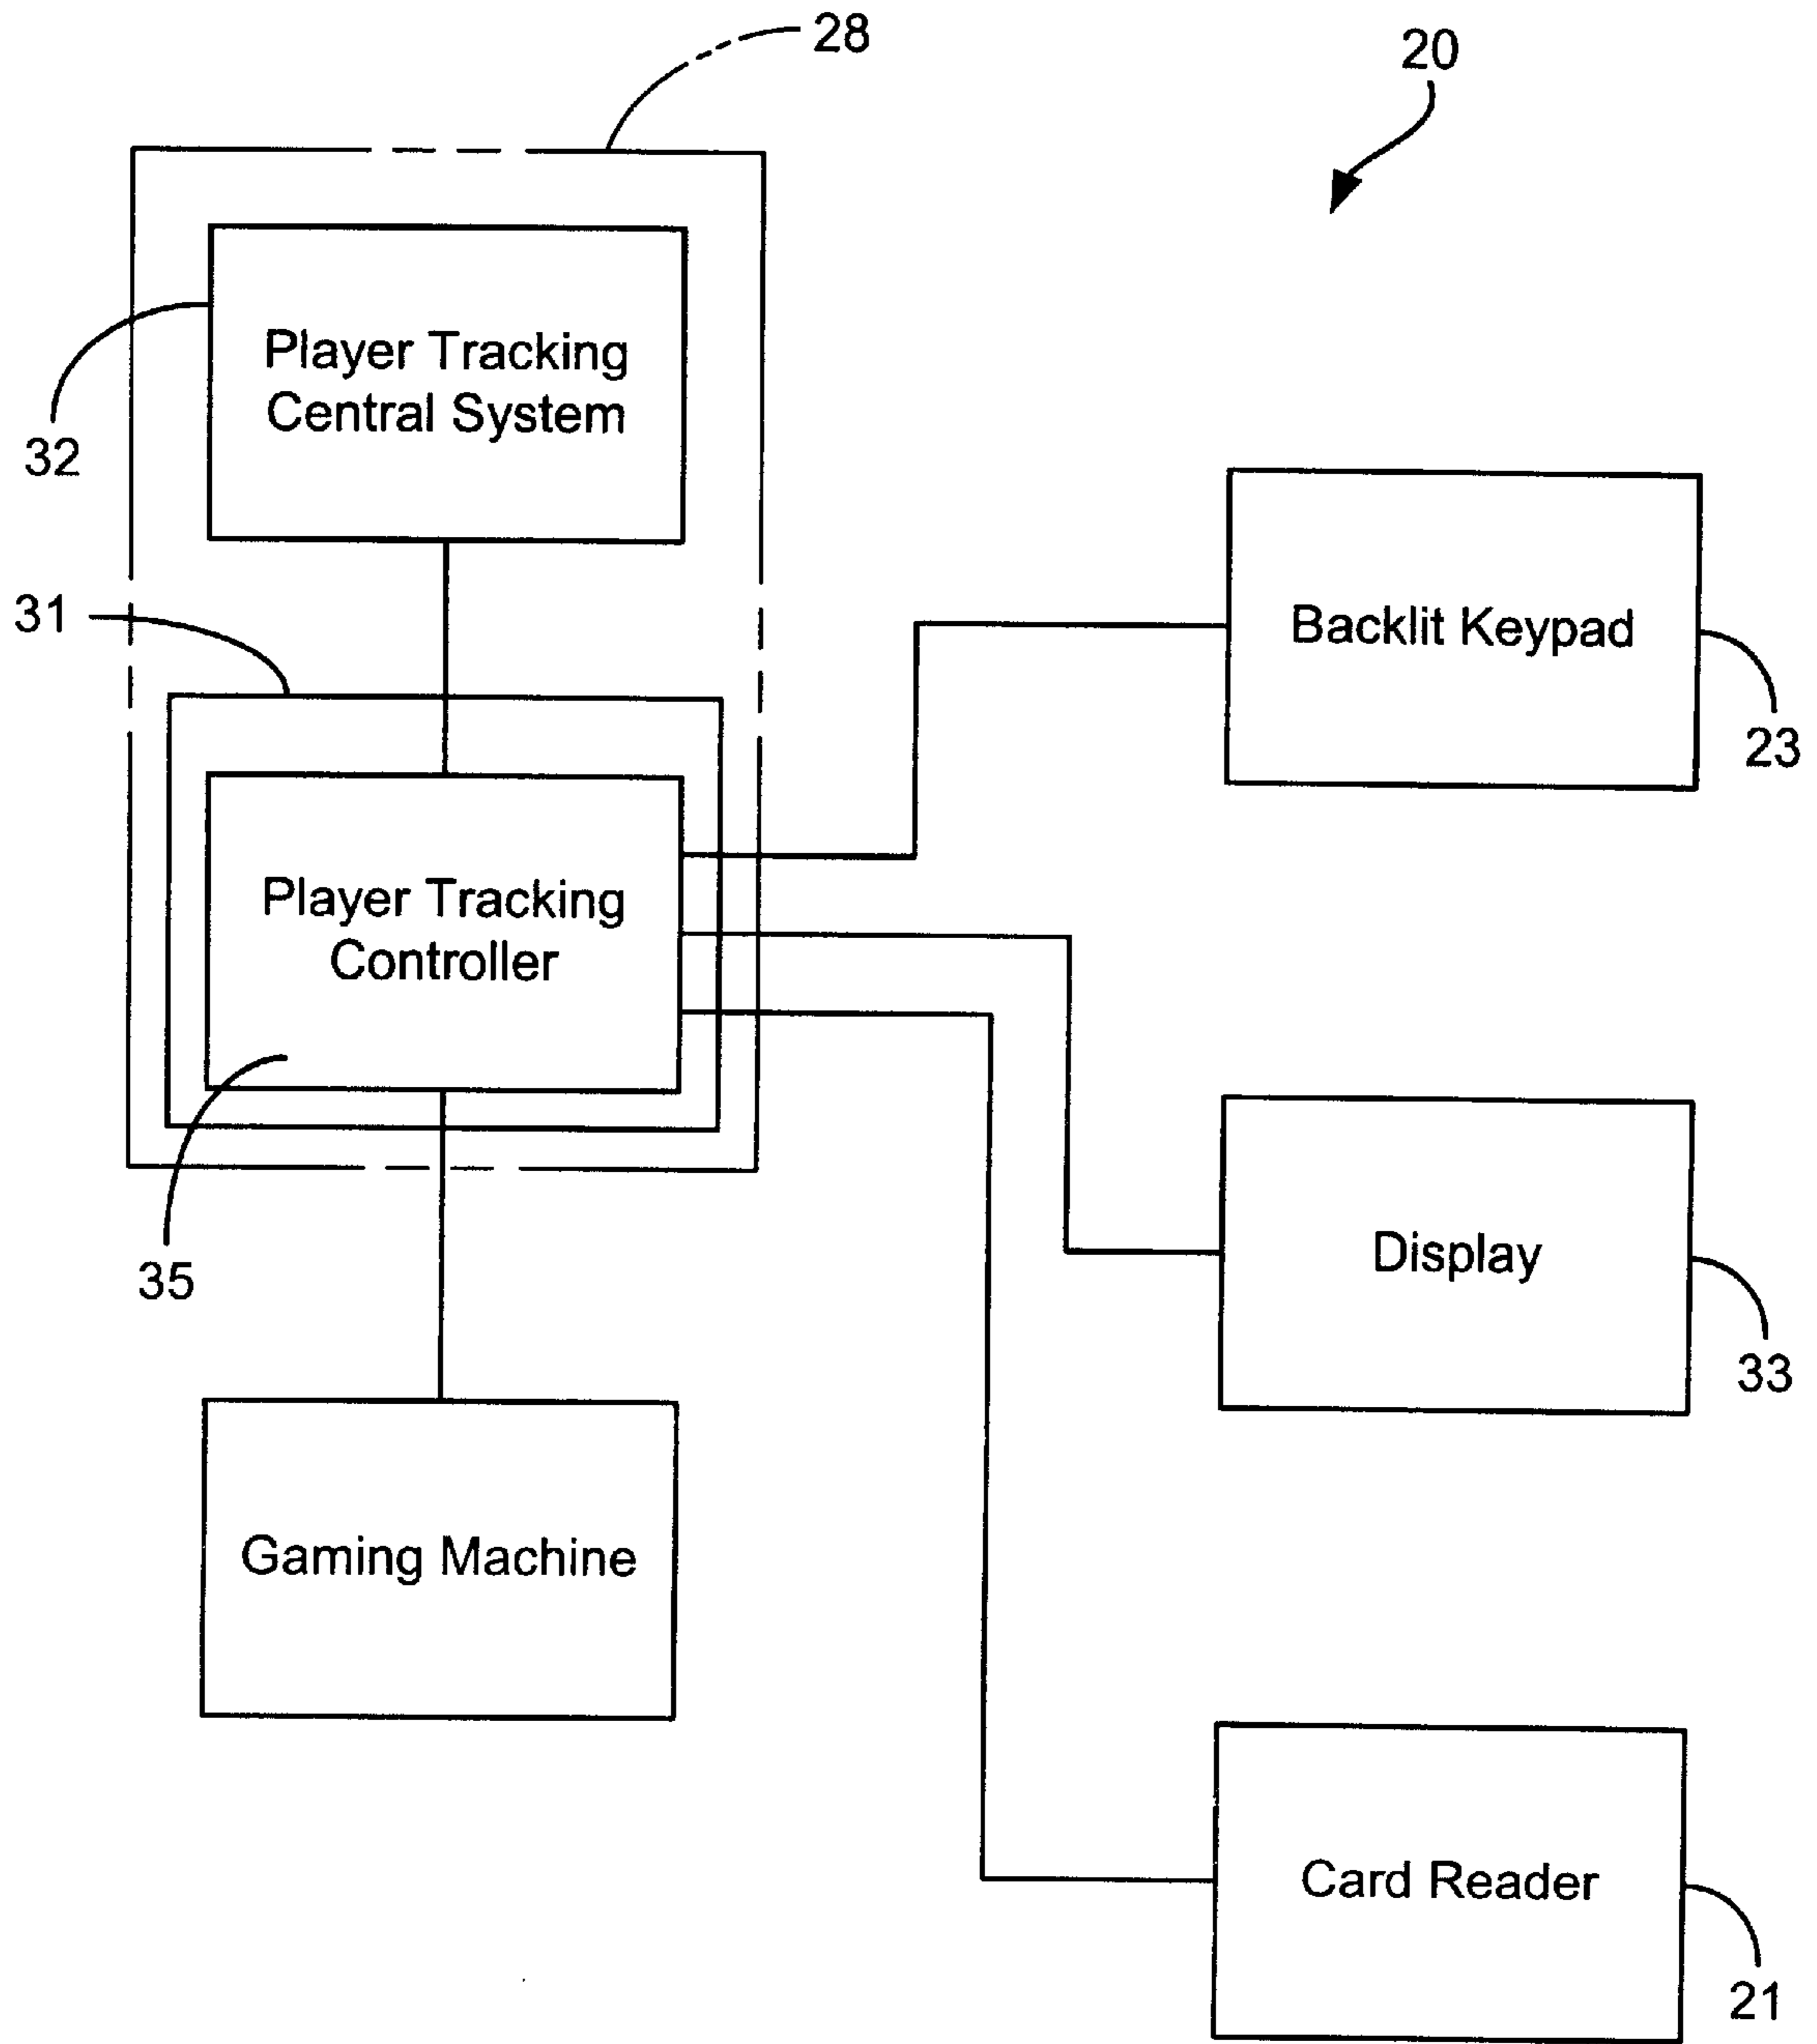 28
20
Player Tracking
Central System
32
31
Backlit Keypad
23
Player Tracking
Controller
35
Display
33
Gaming Machine
Card Reader
21